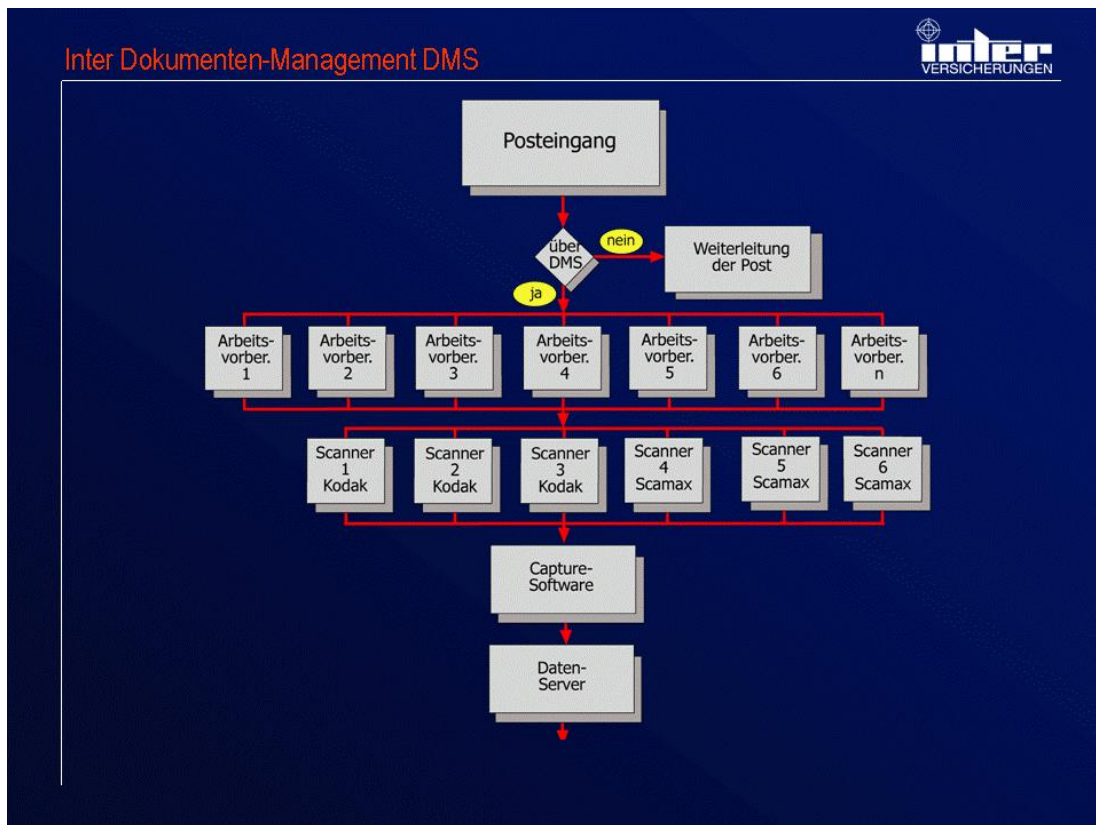 Inter Dokumenten-Management DMS
inter
VERSICHERUNGEN
Posteingang
über
DMS
nein
Weiterleitung
der Post
ja
Arbeits-
vorber.
1
Arbeits-
vorber.
2
Arbeits-
vorber.
3
Arbeits-
vorber.
4
Arbeits-
vorber.
5
Arbeits-
vorber.
6
Arbeits-
vorber.
n
Scanner
1
Kodak
Scanner
2
Kodak
Scanner
3
Kodak
Scanner
4
Scamax
Scanner
5
Scamax
Scanner
6
Scamax
Capture-
Software
Daten-
Server